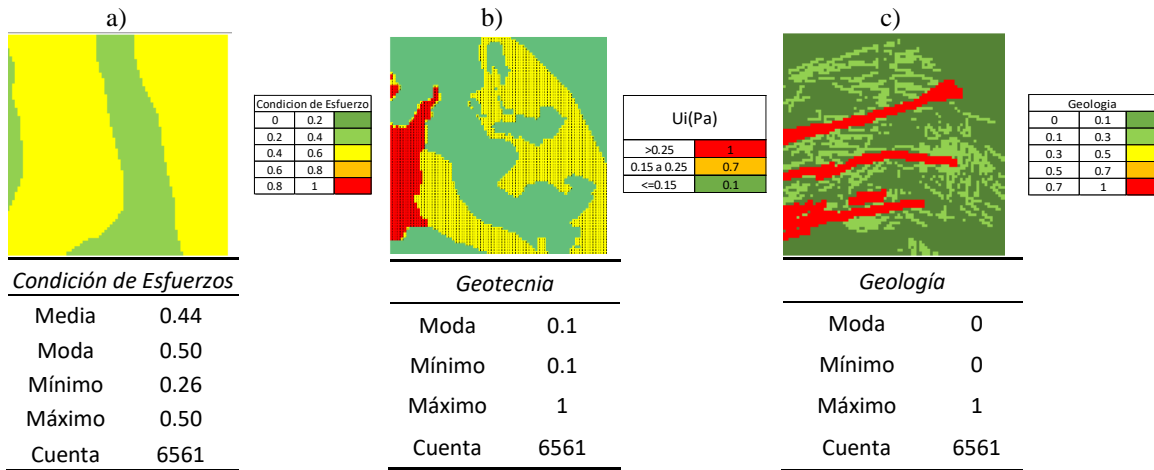 a)
Condicion de Esfuerzo
0 0.2
0.2 0.4
0.4 0.6
0.6 0.8
0.8 1
Condición de Esfuerzos
Media 0.44
Moda 0.50
Mínimo 0.26
Máximo 0.50
Cuenta 6561
b)
Ui(Pa)
>0.25 1
0.15 a 0.25 0.7
<=0.15 0.1
Geotecnia
Moda 0.1
Mínimo 0.1
Máximo 1
Cuenta 6561
c)
Geologia
0 0.1
0.1 0.3
0.3 0.5
0.5 0.7
0.7 1
Geología
Moda 0
Mínimo 0
Máximo 1
Cuenta 6561